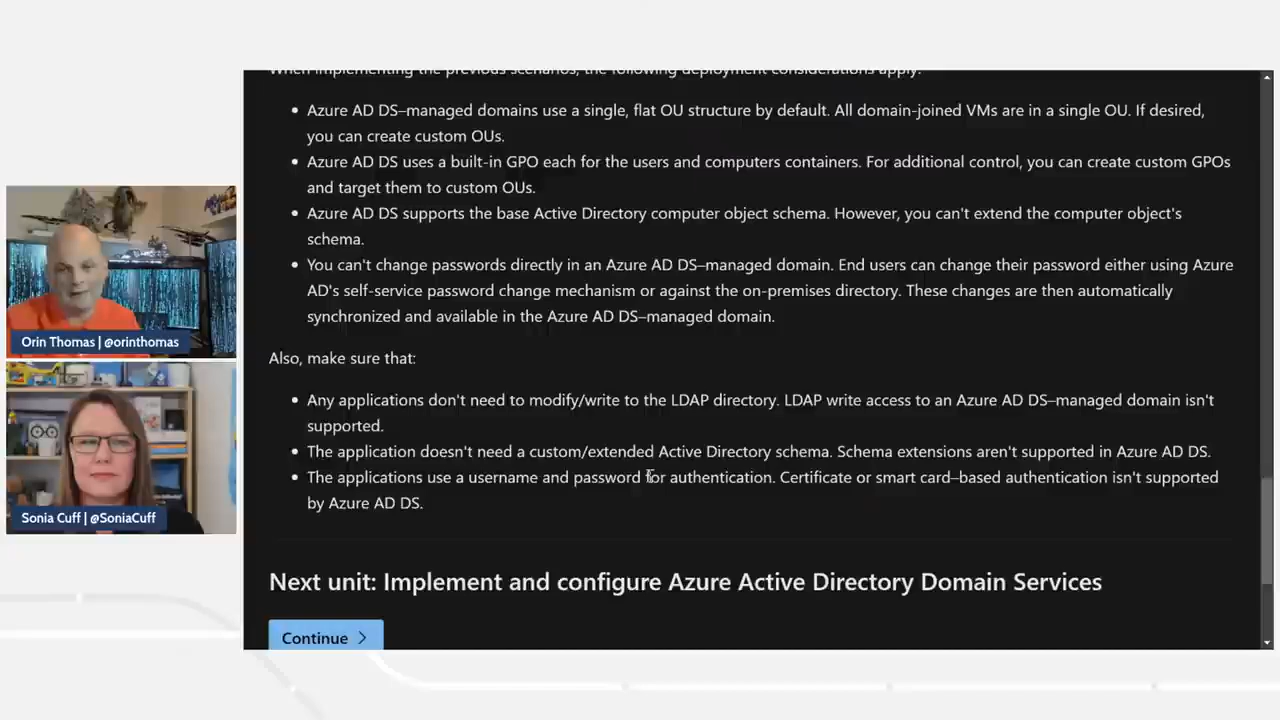 When implementing the previous scenarios, the following deployment considerations apply:
Azure AD DS–managed domains use a single, flat OU structure by default. All domain-joined VMs are in a single OU. If desired,
you can create custom OUs.
Azure AD DS uses a built-in GPO each for the users and computers containers. For additional control, you can create custom GPOs
and target them to custom OUs.
Azure AD DS supports the base Active Directory computer object schema. However, you can't extend the computer object's
schema.
You can't change passwords directly in an Azure AD DS–managed domain. End users can change their password either using Azure
AD's self-service password change mechanism or against the on-premises directory. These changes are then automatically
synchronized and available in the Azure AD DS–managed domain.
Also, make sure that:
Any applications don't need to modify/write to the LDAP directory. LDAP write access to an Azure AD DS–managed domain isn't
supported.
The application doesn't need a custom/extended Active Directory schema. Schema extensions aren't supported in Azure AD DS.
The applications use a username and password for authentication. Certificate or smart card–based authentication isn't supported
by Azure AD DS.
Next unit: Implement and configure Azure Active Directory Domain Services
Continue
Orin Thomas | @orinthomas
Sonia Cuff | @SoniaCuff